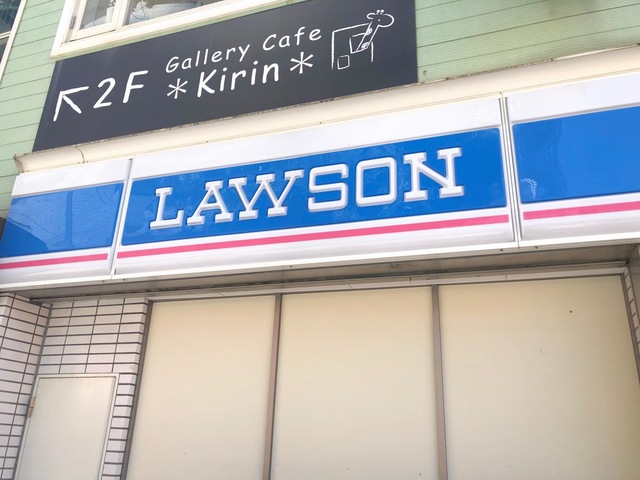 ↖2F Gallery Cafe
*Kirin*
LAWSON